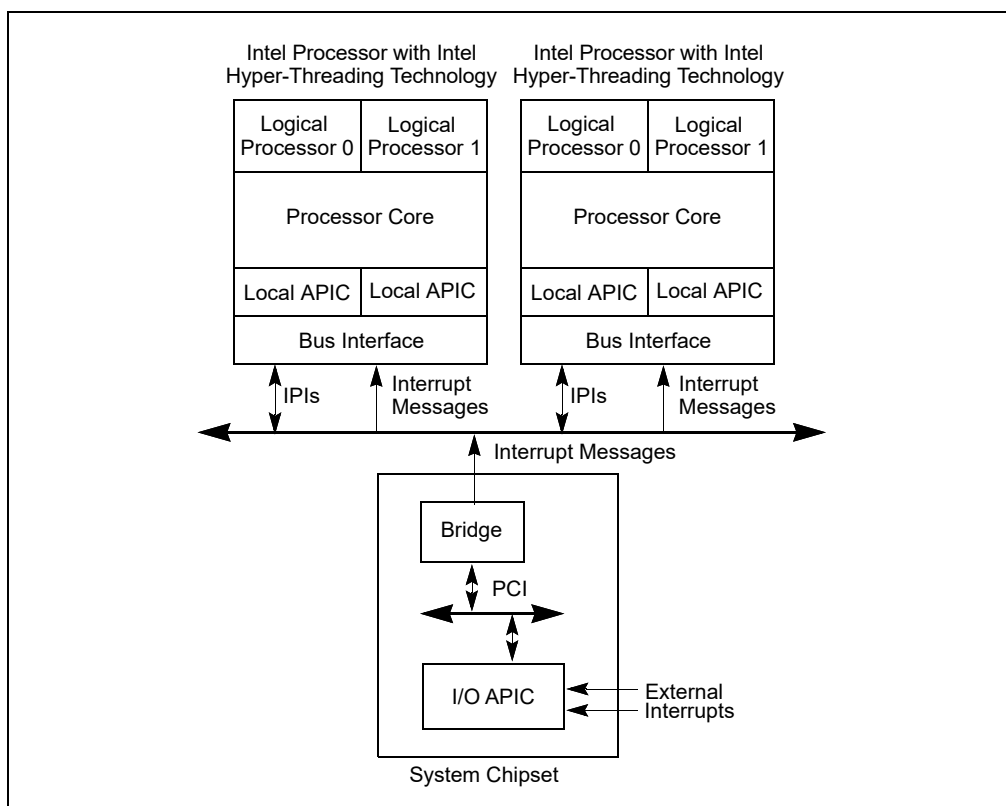 Intel Processor with Intel
Hyper-Threading Technology
Intel Processor with Intel
Hyper-Threading Technology
Logical
Processor 0
Logical
Processor 1
Logical
Processor 0
Logical
Processor 1
Processor Core
Processor Core
Local APIC
Local APIC
Local APIC
Local APIC
Bus Interface
Bus Interface
IPIs
Interrupt
Messages
IPIs
Interrupt
Messages
Interrupt Messages
Bridge
PCI
I/O APIC
External
Interrupts
System Chipset